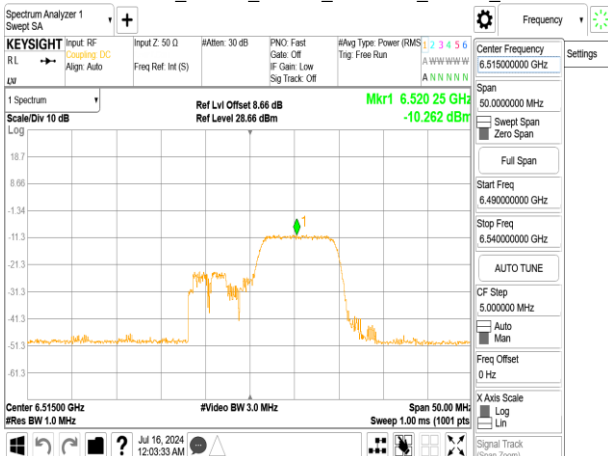 Spectrum Analyzer 1
Swept SA
+
Frequency
Settings
KEYSIGHT
RL
Input: RF
Coupling: DC
Align: Auto
Input Z: 50 Ω
Freq Ref: Int (S)
#Atten: 30 dB
PNO: Fast
Gate: Off
IF Gain: Low
Sig Track: Off
#Avg Type: Power (RMS
Trig: Free Run
1 2 3 4 5 6
A W W W W W
A N N N N N
1 Spectrum
Scale/Div 10 dB
Ref Lvl Offset 8.66 dB
Ref Level 28.66 dBm
Mkr1 6.520 25 GHz
-10.262 dBm
Log
18.7
8.66
-1.34
-11.3
-21.3
-31.3
-41.3
-51.3
-61.3
1
Center 6.51500 GHz
#Res BW 1.0 MHz
#Video BW 3.0 MHz
Span 50.00 MHz
Sweep 1.00 ms (1001 pts
Center Frequency
6.515000000 GHz
Span
50.0000000 MHz
Swept Span
Zero Span
Full Span
Start Freq
6.490000000 GHz
Stop Freq
6.540000000 GHz
AUTO TUNE
CF Step
5.000000 MHz
Auto
Man
Freq Offset
0 Hz
X Axis Scale
Log
Lin
Signal Track
(Span Zoom)
?
Jul 16, 2024
12:03:33 AM